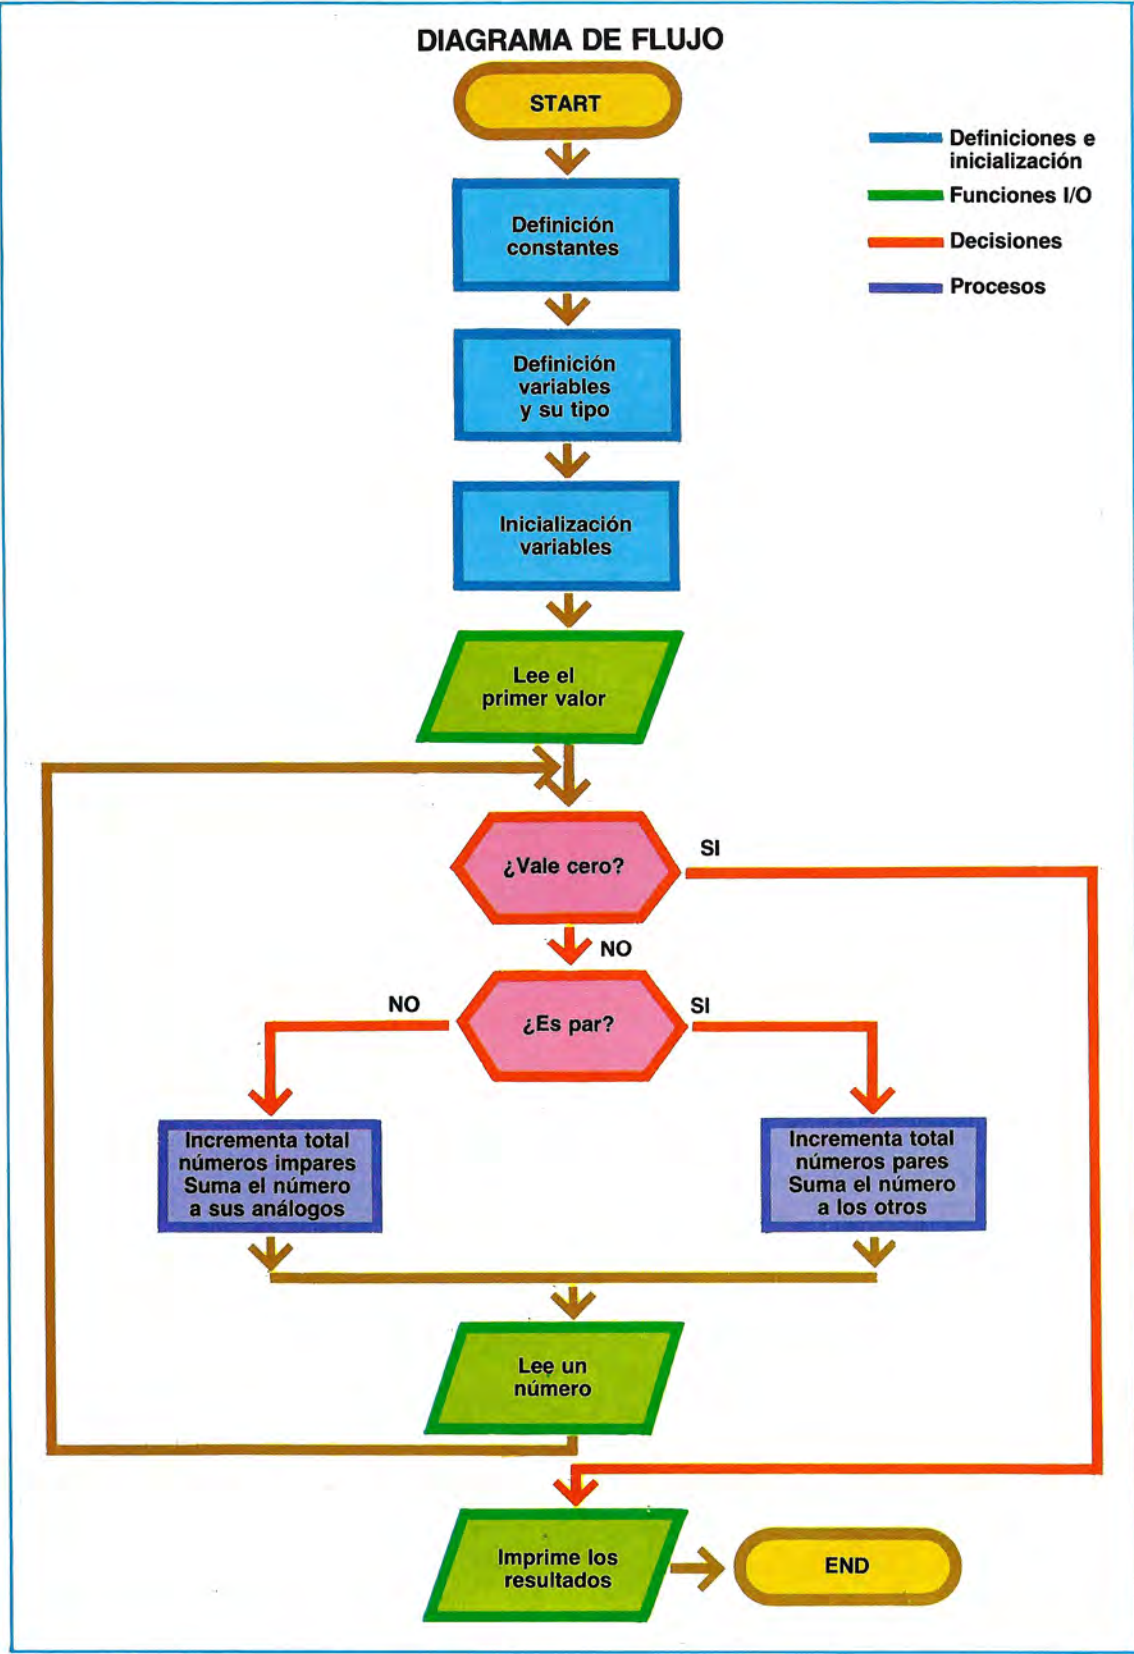 DIAGRAMA DE FLUJO
START
Definiciones e
inicialización
Funciones I/O
Decisiones
Procesos
Definición
constantes
Definición
variables
y su tipo
Inicialización
variables
Lee el
primer valor
¿Vale cero?
SI
NO
¿Es par?
NO
SI
Incrementa total
números impares
Suma el número
a sus análogos
Incrementa total
números pares
Suma el número
a los otros
Lee un
número
Imprime los
resultados
END